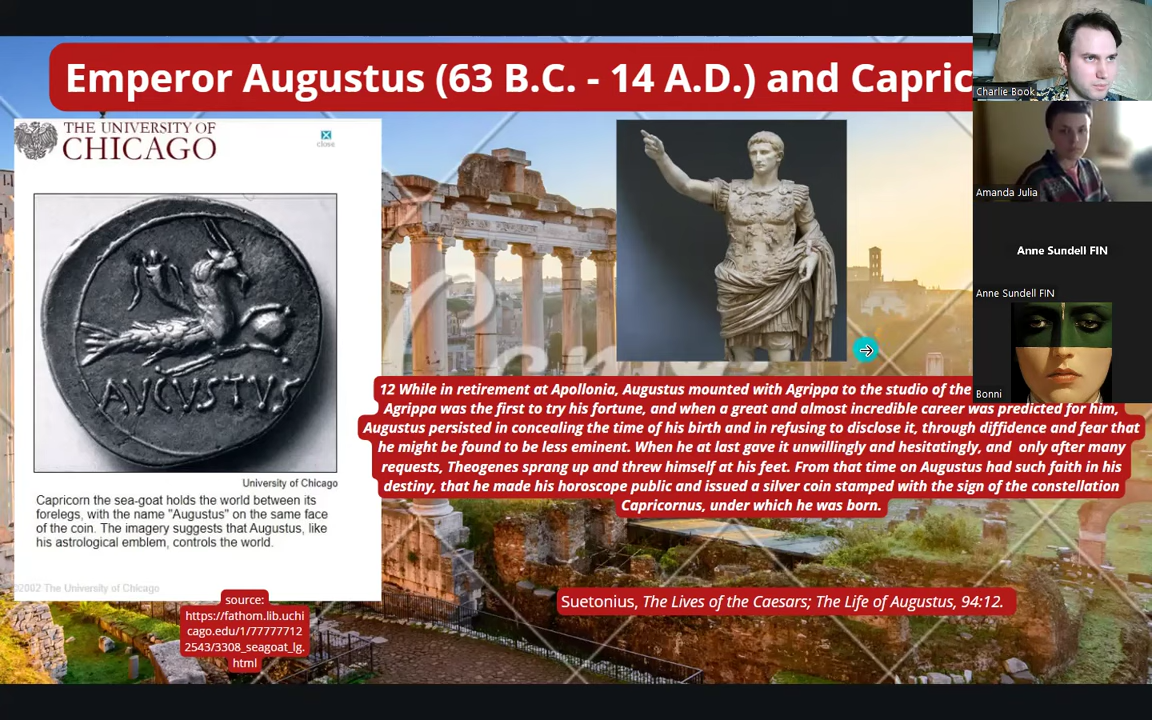 Emperor Augustus (63 B.C. - 14 A.D.) and Capric
THE UNIVERSITY OF
CHICAGO
close
AVGVSTVS
University of Chicago
Capricorn the sea-goat holds the world between its
forelegs, with the name "Augustus" on the same face
of the coin. The imagery suggests that Augustus, like
his astrological emblem, controls the world.
©2002 The University of Chicago
source:
https://fathom.lib.uchi
cago.edu/1/77777712
2543/3308_seagoat_lg.
html
12 While in retirement at Apollonia, Augustus mounted with Agrippa to the studio of the
Agrippa was the first to try his fortune, and when a great and almost incredible career was predicted for him,
Augustus persisted in concealing the time of his birth and in refusing to disclose it, through diffidence and fear that
he might be found to be less eminent. When he at last gave it unwillingly and hesitatingly, and only after many
requests, Theogenes sprang up and threw himself at his feet. From that time on Augustus had such faith in his
destiny, that he made his horoscope public and issued a silver coin stamped with the sign of the constellation
Capricornus, under which he was born.
Suetonius, The Lives of the Caesars; The Life of Augustus, 94:12.
Charlie Book
Amanda Julia
Anne Sundell FIN
Anne Sundell FIN
Bonni